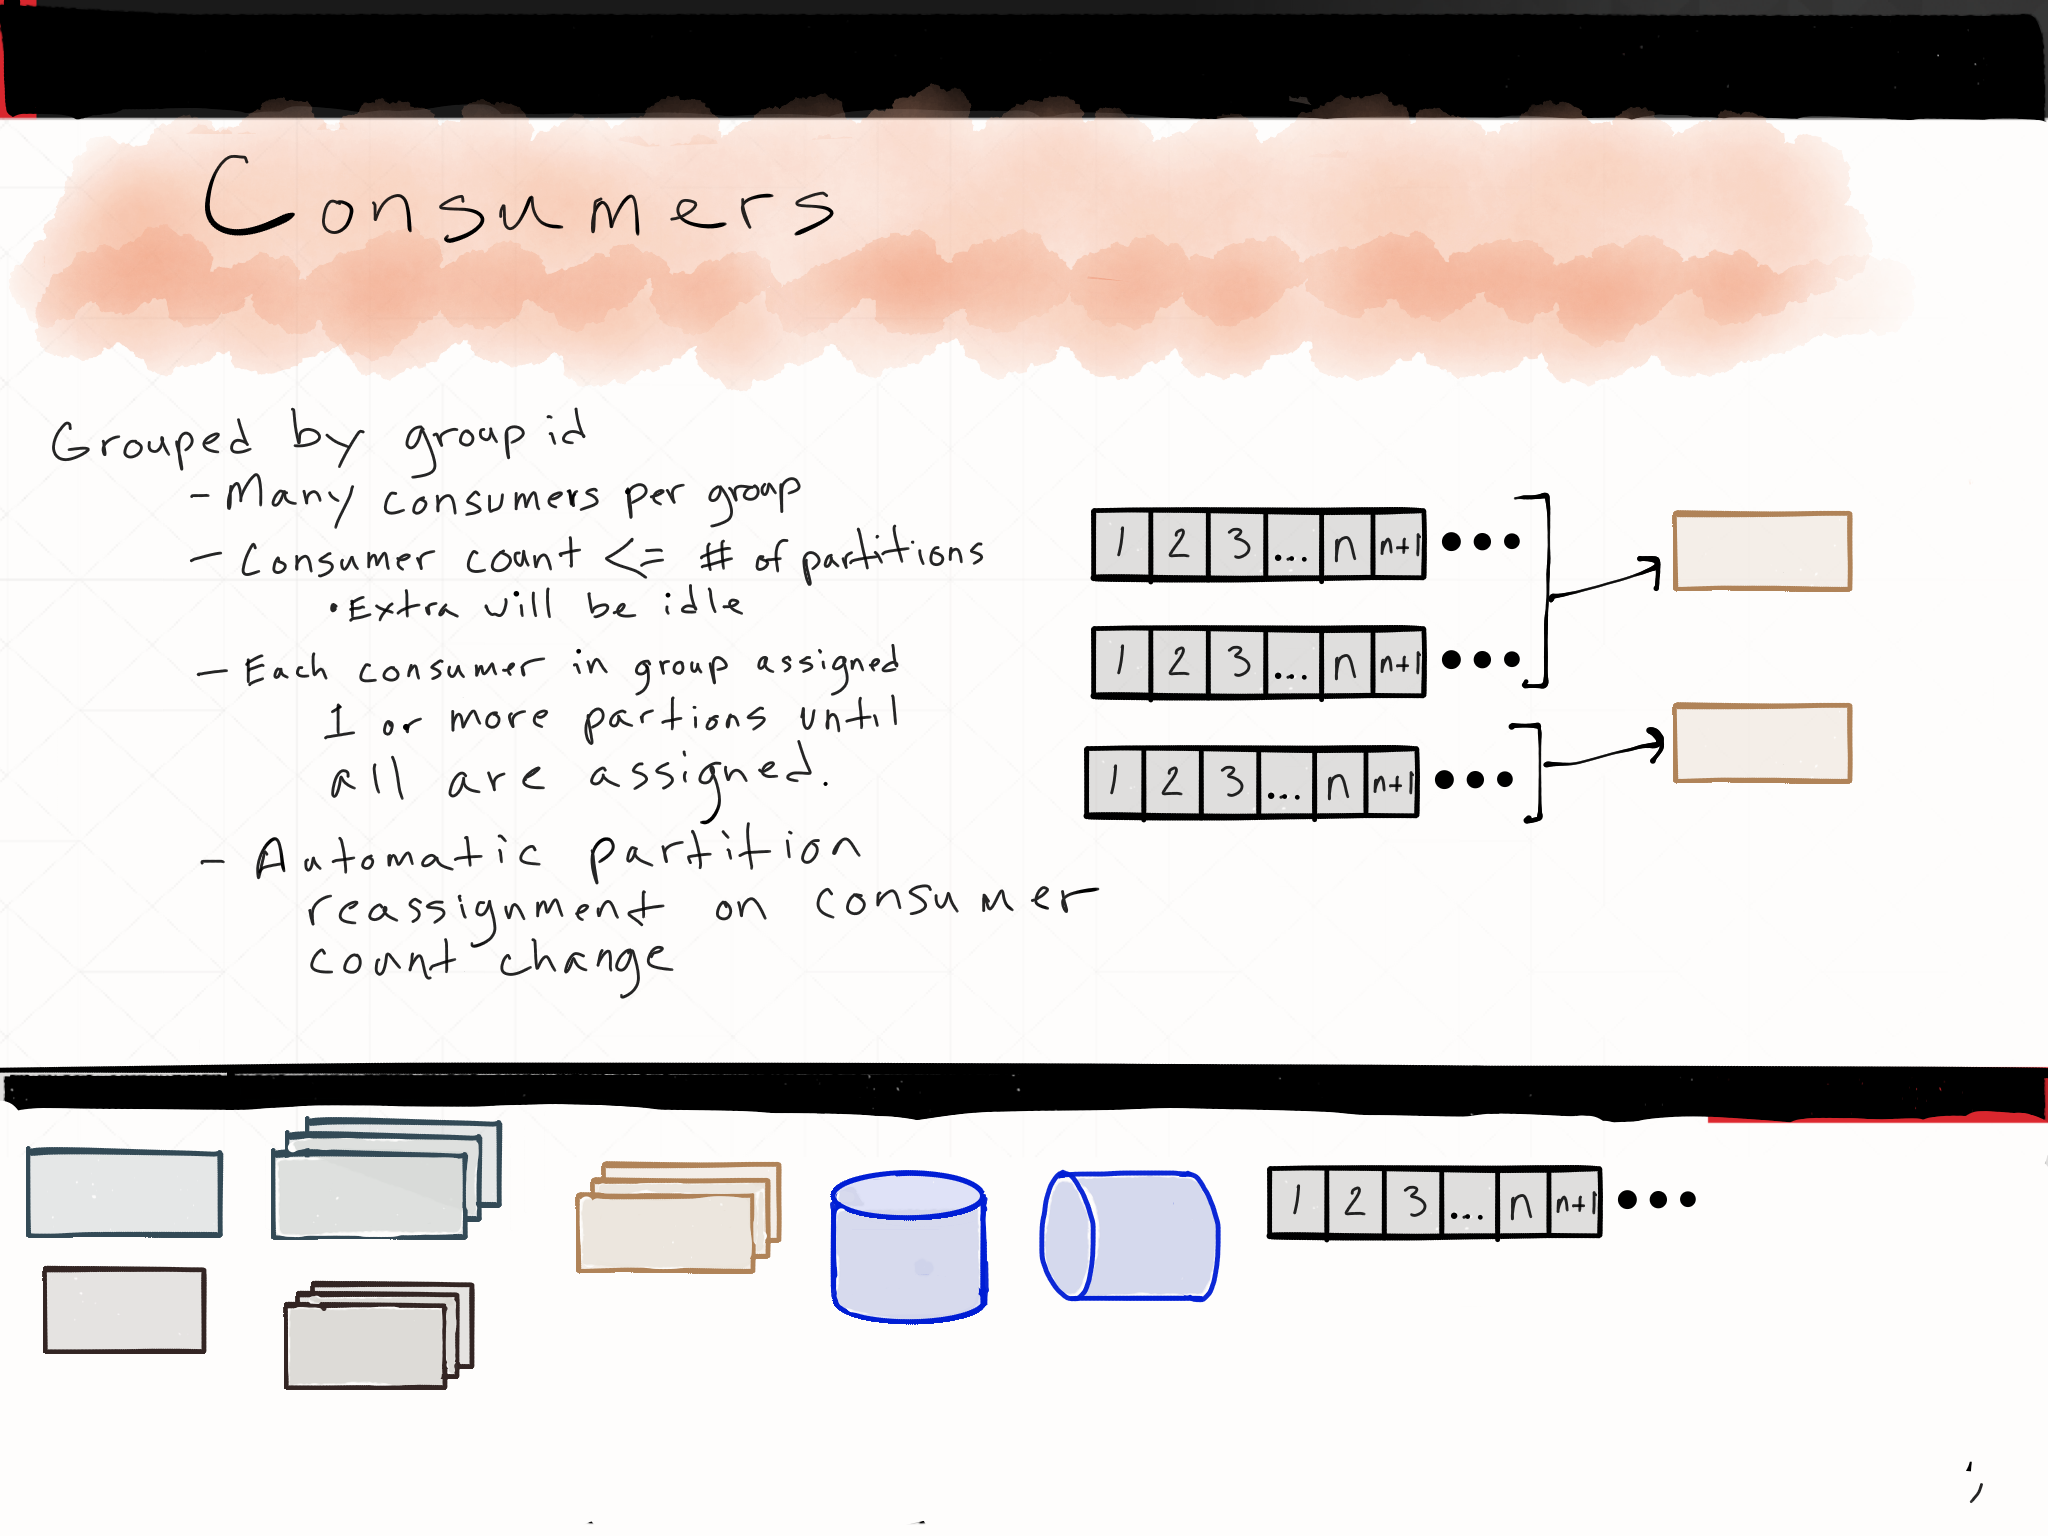 Consumers
Grouped by group id
- Many consumers per group
- Consumer count <= # of partitions
• Extra will be idle
- Each consumer in group assigned
1 or more partions until
all are assigned.
- Automatic partition
reassignment on consumer
count change
1 2 3 ... n n+1 •••
1 2 3 ... n n+1 •••
1 2 3 ... n n+1 •••
1 2 3 ... n n+1 •••